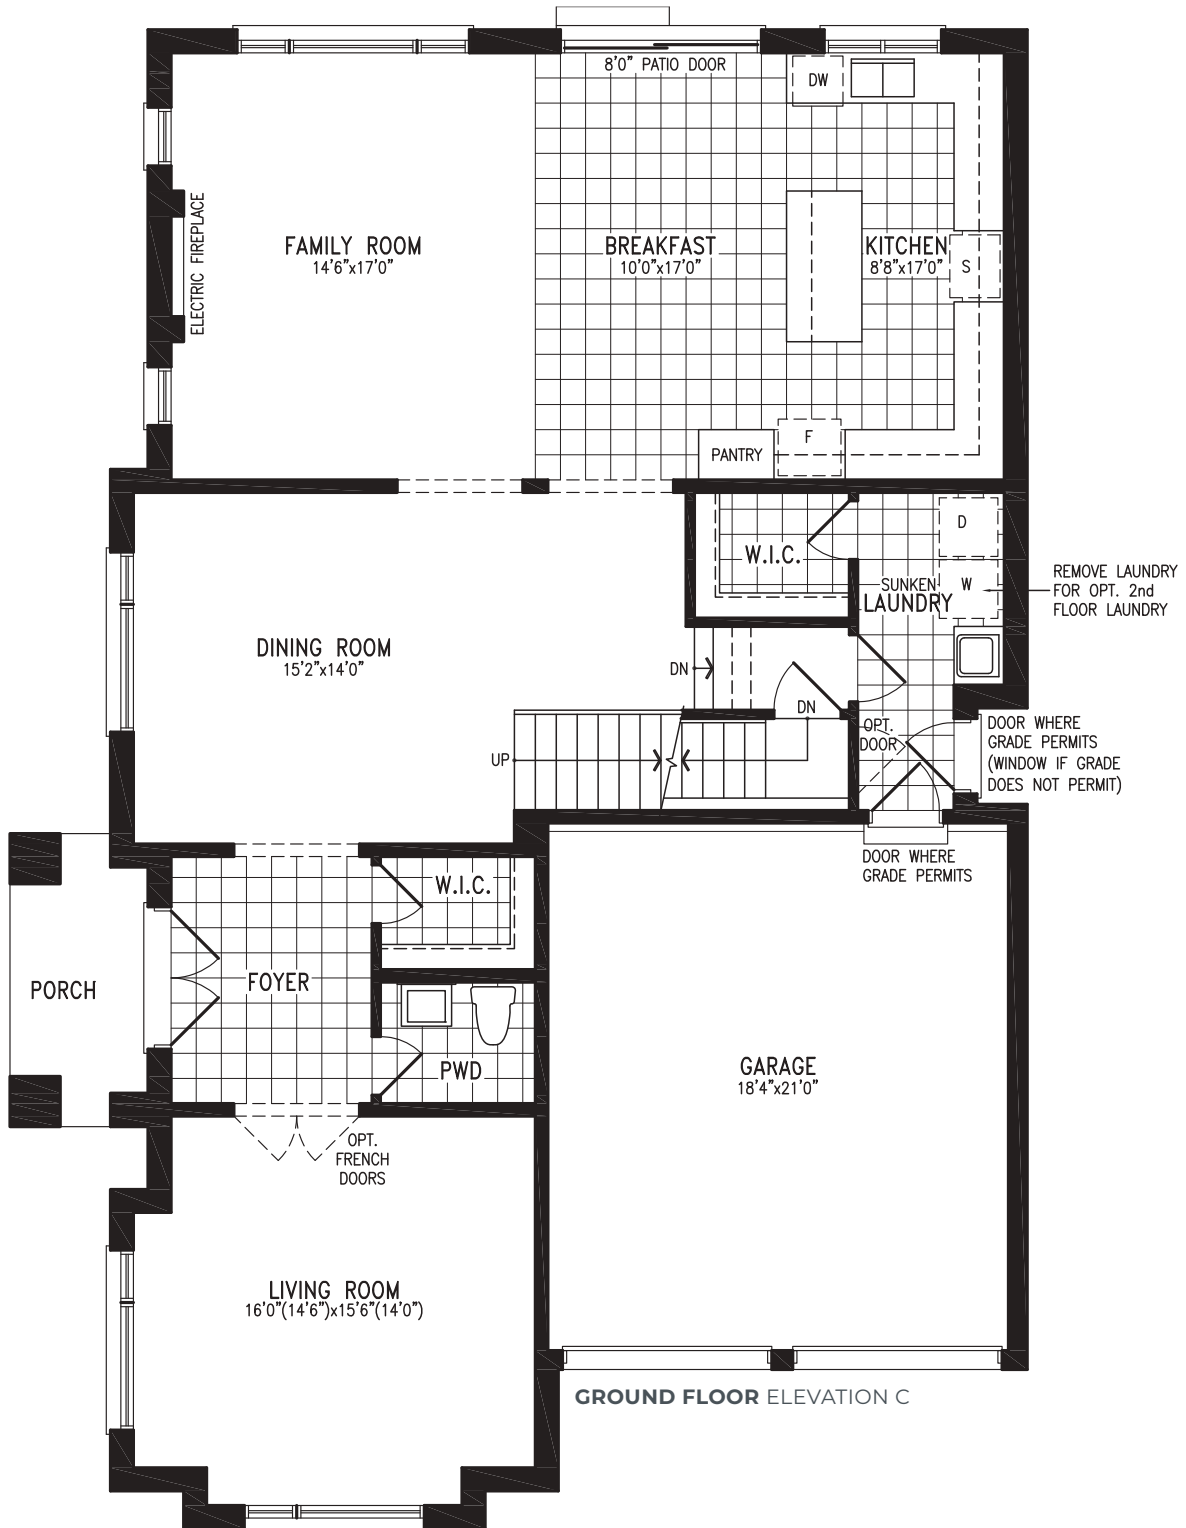 8'0" PATIO DOOR
DW
ELECTRIC FIREPLACE
FAMILY ROOM
14'6"x17'0"
BREAKFAST
10'0"x17'0"
KITCHEN
8'8"x17'0"
S
F
PANTRY
W.I.C.
D
SUNKEN
W
LAUNDRY
REMOVE LAUNDRY
FOR OPT. 2nd
FLOOR LAUNDRY
DINING ROOM
15'2"x14'0"
DN
DN
UP
OPT.
DOOR
DOOR WHERE
GRADE PERMITS
(WINDOW IF GRADE
DOES NOT PERMIT)
DOOR WHERE
GRADE PERMITS
W.I.C.
PORCH
FOYER
PWD
GARAGE
18'4"x21'0"
OPT.
FRENCH
DOORS
LIVING ROOM
16'0"(14'6")x15'6"(14'0")
GROUND FLOOR ELEVATION C